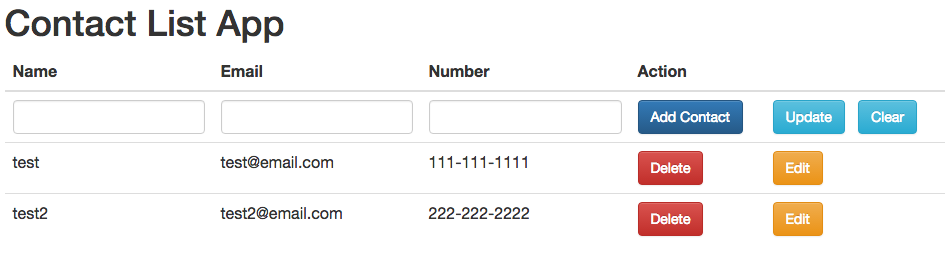 Contact List App
Name Email Number Action
Add Contact Update Clear
test test@email.com 111-111-1111 Delete Edit
test2 test2@email.com 222-222-2222 Delete Edit